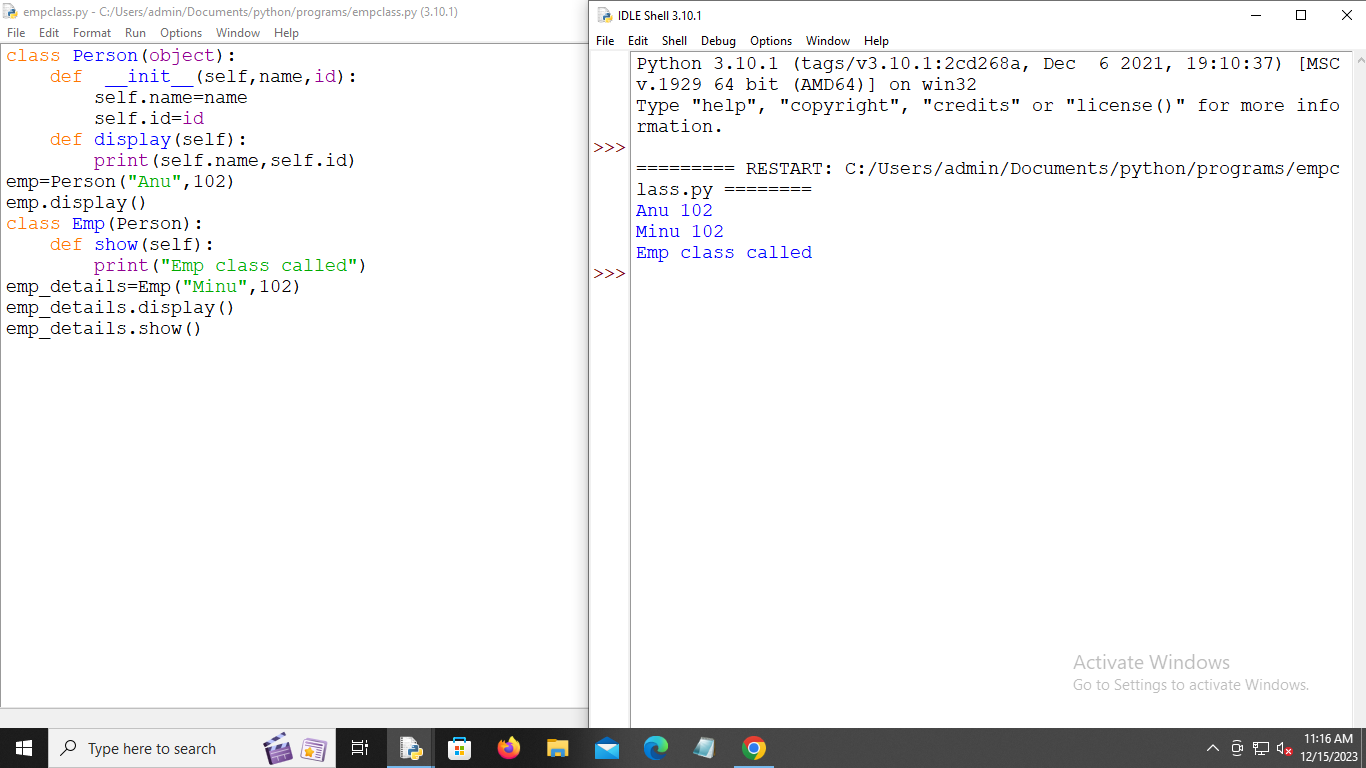 empclass.py - C:/Users/admin/Documents/python/programs/empclass.py (3.10.1)
File Edit Format Run Options Window Help
class Person(object):
    def  __init__(self,name,id):
        self.name=name
        self.id=id
    def display(self):
        print(self.name,self.id)
emp=Person("Anu",102)
emp.display()
class Emp(Person):
    def show(self):
        print("Emp class called")
emp_details=Emp("Minu",102)
emp_details.display()
emp_details.show()
IDLE Shell 3.10.1
File Edit Shell Debug Options Window Help
Python 3.10.1 (tags/v3.10.1:2cd268a, Dec  6 2021, 19:10:37) [MSC
v.1929 64 bit (AMD64)] on win32
Type "help", "copyright", "credits" or "license()" for more info
rmation.
>>>
========= RESTART: C:/Users/admin/Documents/python/programs/empc
lass.py ========
Anu 102
Minu 102
Emp class called
>>>
Activate Windows
Go to Settings to activate Windows.
Type here to search
11:16 AM
12/15/2023